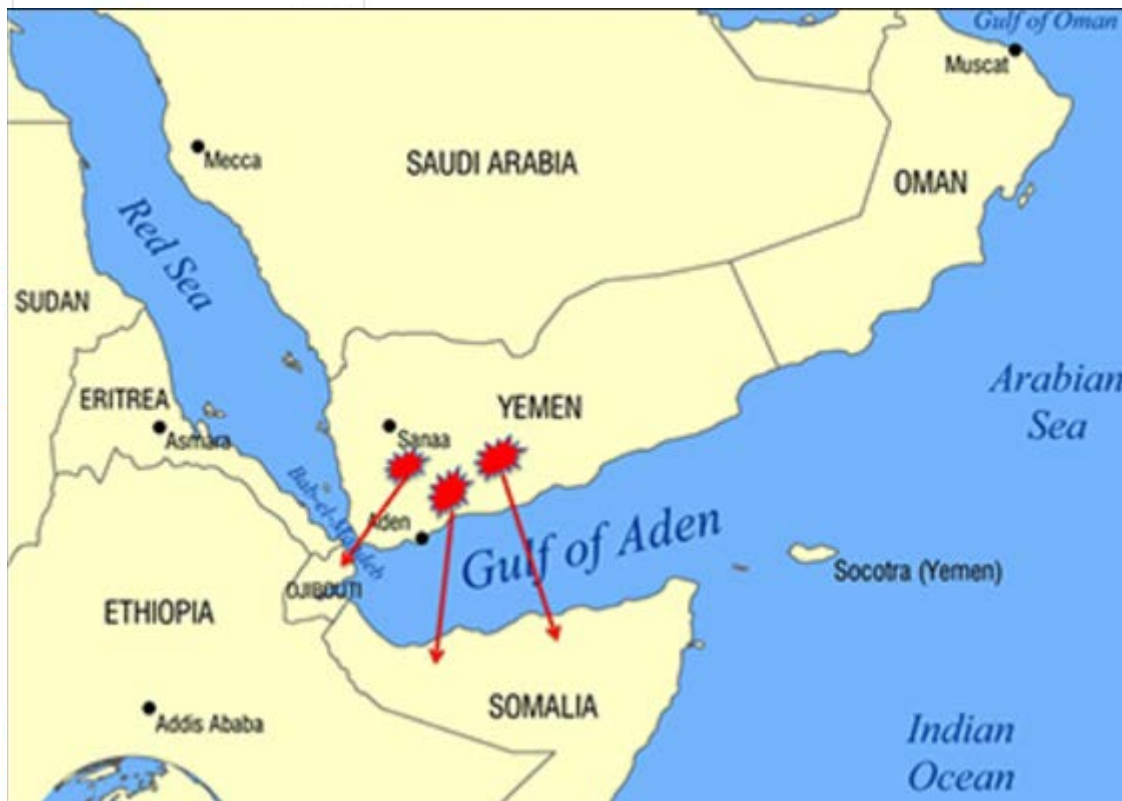 Gulf of Oman
Muscat
Mecca
SAUDI ARABIA
OMAN
Red Sea
SUDAN
ERITREA
Asmara
Sanaa
YEMEN
Arabian
Sea
Bab-el-Mandeb
Aden
Gulf of Aden
Socotra (Yemen)
DJIBOUTI
ETHIOPIA
SOMALIA
Addis Ababa
Indian
Ocean